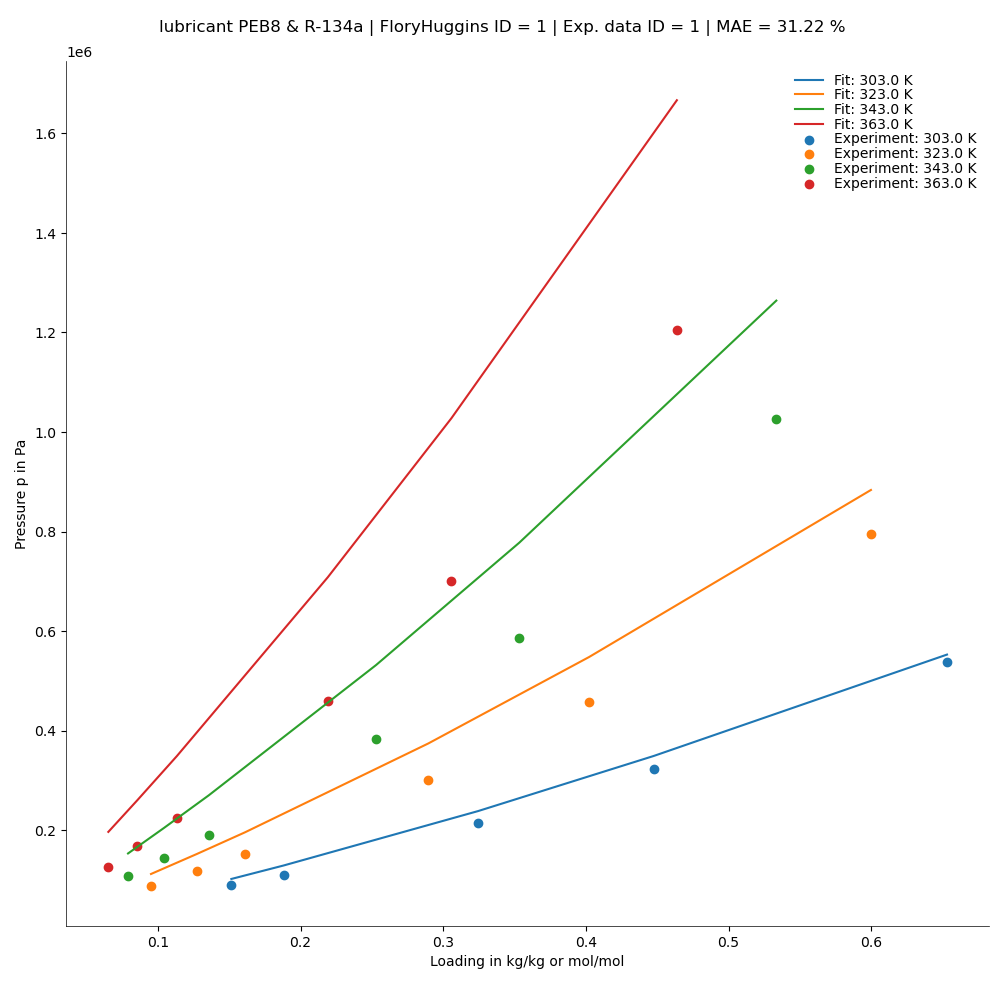 lubricant PEB8 & R-134a | FloryHuggins ID = 1 | Exp. data ID = 1 | MAE = 31.22 %
1e6
Fit: 303.0 K
Fit: 323.0 K
Fit: 343.0 K
Fit: 363.0 K
Experiment: 303.0 K
Experiment: 323.0 K
Experiment: 343.0 K
Experiment: 363.0 K
1.6
1.4
1.2
1.0
0.8
0.6
0.4
0.2
Pressure p in Pa
0.1 0.2 0.3 0.4 0.5 0.6
Loading in kg/kg or mol/mol